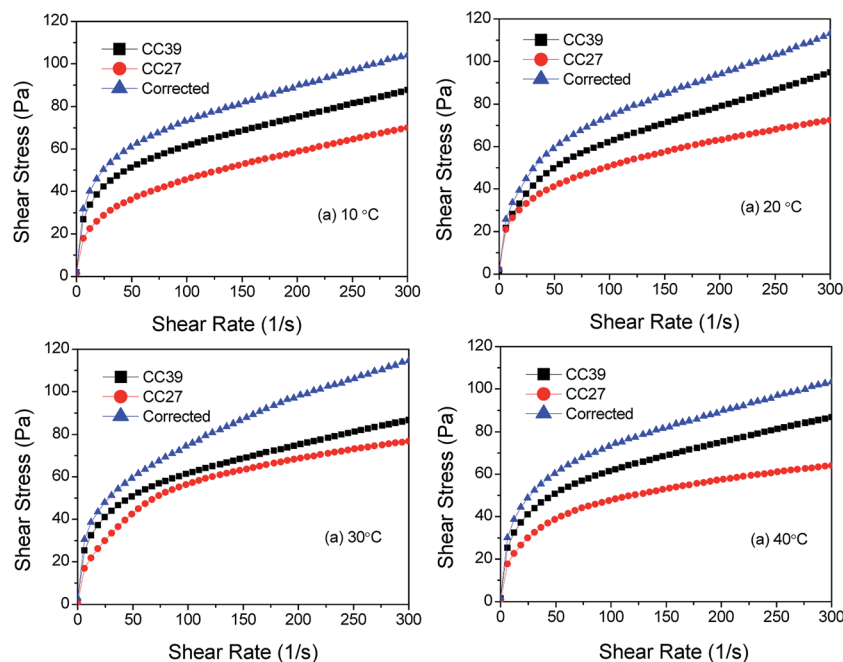 120
100
80
60
40
20
0
Shear Stress (Pa)
CC39
CC27
Corrected
(a) 10 °C
0 50 100 150 200 250 300
Shear Rate (1/s)
120
100
80
60
40
20
0
Shear Stress (Pa)
CC39
CC27
Corrected
(a) 20 °C
0 50 100 150 200 250 300
Shear Rate (1/s)
120
100
80
60
40
20
0
Shear Stress (Pa)
CC39
CC27
Corrected
(a) 30°C
0 50 100 150 200 250 300
Shear Rate (1/s)
120
100
80
60
40
20
0
Shear Stress (Pa)
CC39
CC27
Corrected
(a) 40°C
0 50 100 150 200 250 300
Shear Rate (1/s)